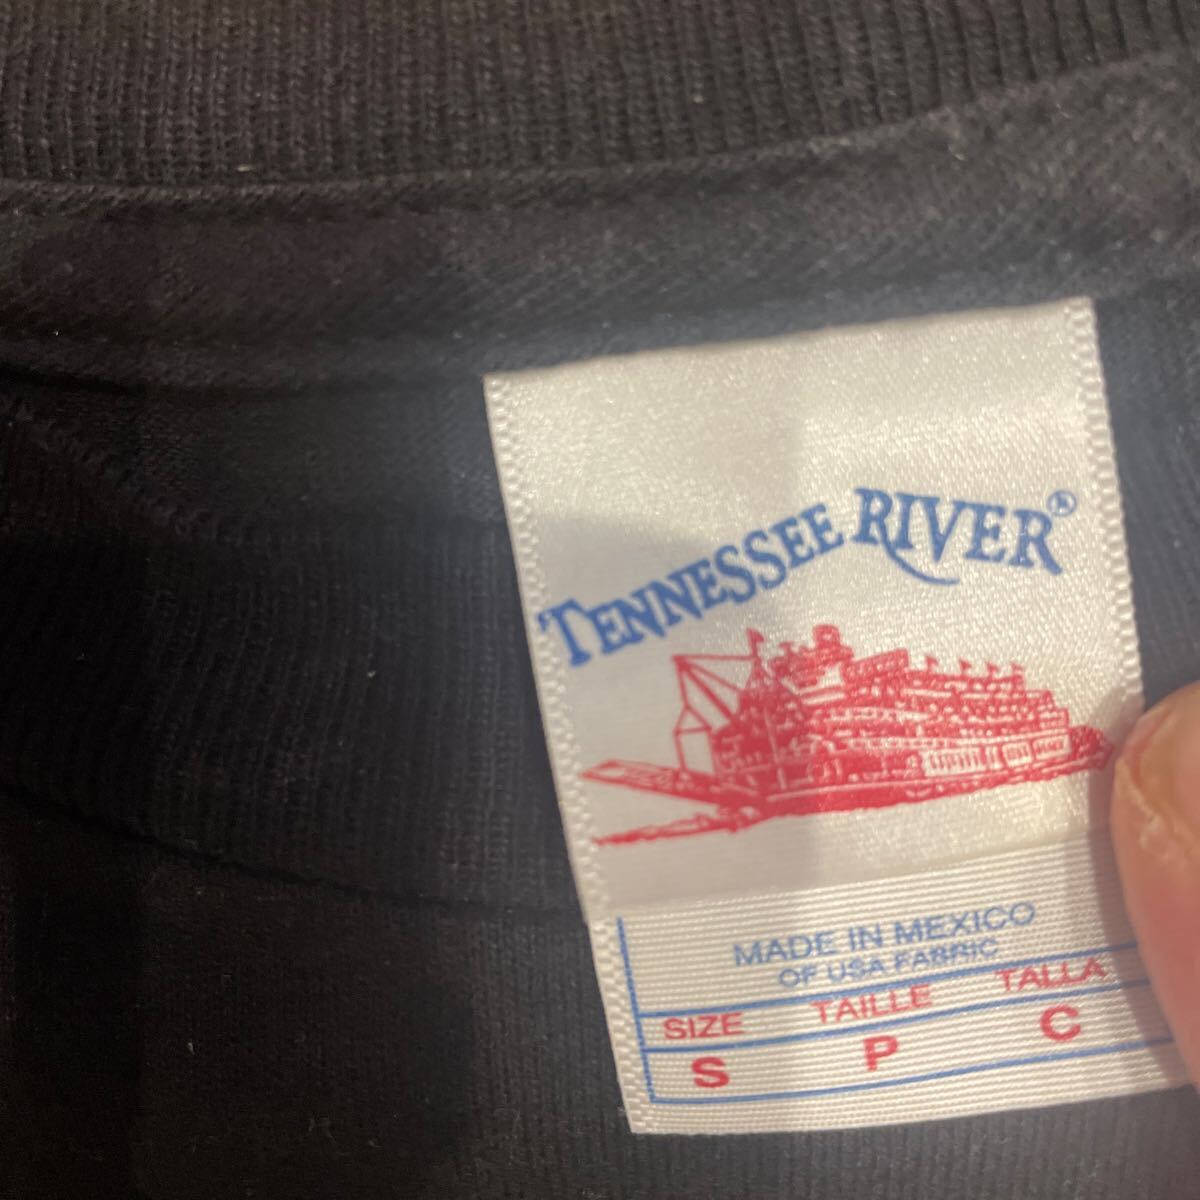 TENNESSEE RIVER®
MADE IN MEXICO
OF USA FABRIC
SIZE TAILLE TALLA
S P C